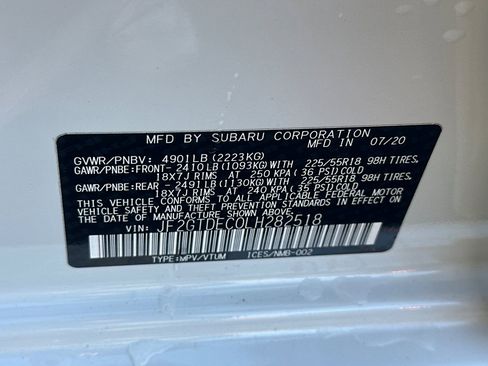 MFD BY SUBARU CORPORATION 07/20
GVWR/PNBV: 4901LB(2223KG)
GAWR/PNBE:FRONT- 2410LB(1093KG)WITH 225/55R18 98H TIRES,
18X7J RIMS AT 250 KPA (36 PSI)COLD
GAWR/PNBE:REAR - 2491LB(1130KG)WITH 225/55R18 98H TIRES,
18X7J RIMS AT 240 KPA (35 PSI)COLD
THIS VEHICLE CONFORMS TO ALL APPLICABLE FEDERAL MOTOR
VEHICLE SAFETY, BUMPER, AND THEFT PREVENTION STANDARDS
IN EFFECT ON THE DATE OF MANUFACTURE SHOWN ABOVE.
VIN: JF2GTDEC0LH282518
TYPE:MPV/VTUM ICES/NMB-002